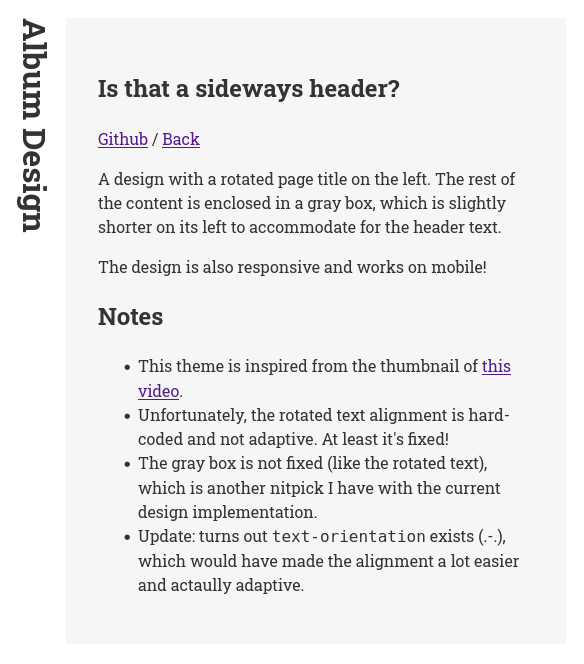 Album Design
Is that a sideways header?
Github / Back
A design with a rotated page title on the left. The rest of
the content is enclosed in a gray box, which is slightly
shorter on its left to accommodate for the header text.
The design is also responsive and works on mobile!
Notes
• This theme is inspired from the thumbnail of this
video.
• Unfortunately, the rotated text alignment is hard-
coded and not adaptive. At least it's fixed!
• The gray box is not fixed (like the rotated text),
which is another nitpick I have with the current
design implementation.
• Update: turns out text-orientation exists (.-.),
which would have made the alignment a lot easier
and actaully adaptive.